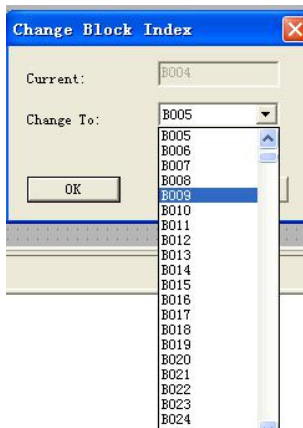 Change Block Index
Current:
B004
Change To:
B005
B005
B006
B007
B008
OK
B009
B010
B011
B012
B013
B014
B015
B016
B017
B018
B019
B020
B021
B022
B023
B024